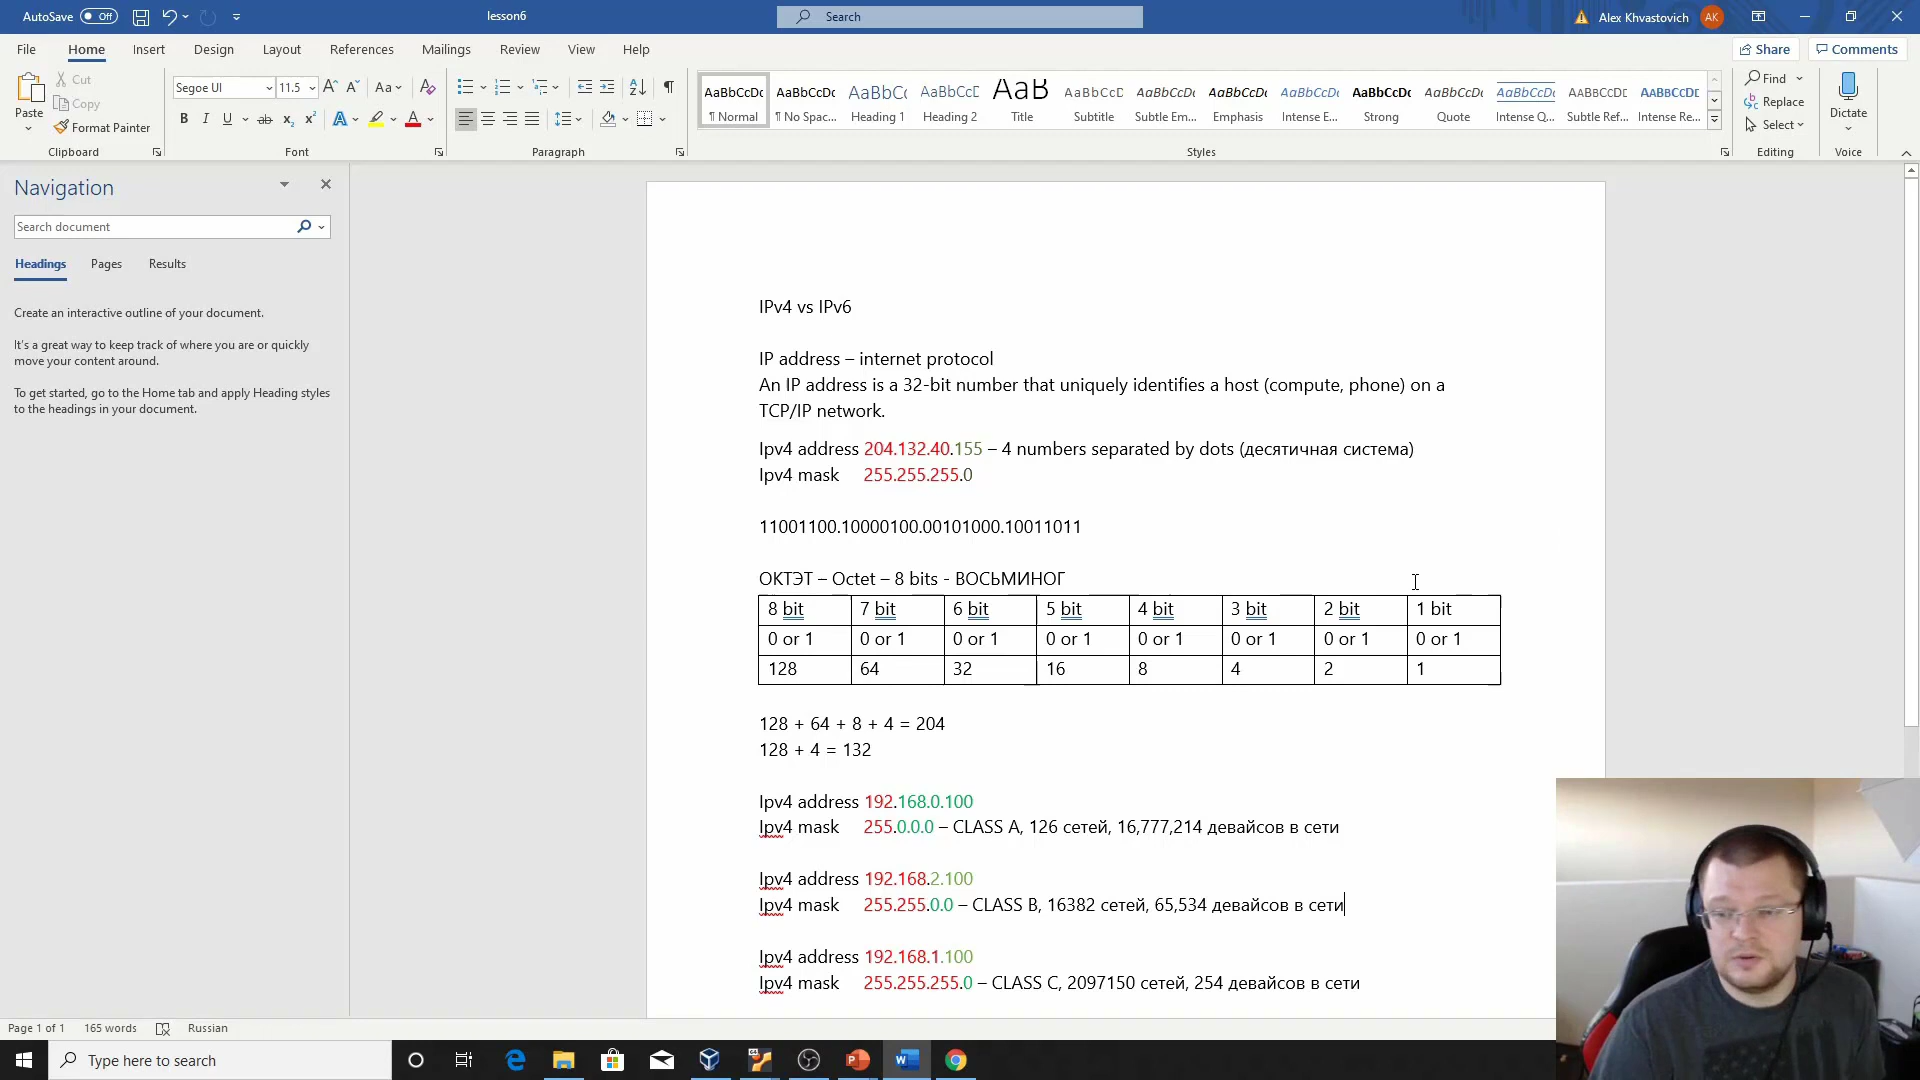 AutoSave Off lesson6 Search Alex Khvastovich AK
File Home Insert Design Layout References Mailings Review View Help Share Comments
Paste Cut Copy Format Painter Clipboard
Segoe UI 11.5 Font
Paragraph
AaBbCcDc ¶ Normal
AaBbCcDc ¶ No Spac...
AaBbCc Heading 1
AaBbCcD Heading 2
AaB Title
AaBbCcD Subtitle
AaBbCcDc Subtle Em...
AaBbCcDc Emphasis
AaBbCcDc Intense E...
AaBbCcDc Strong
AaBbCcDc Quote
AaBbCcDc Intense Q...
AaBbCcDc Subtle Ref...
AaBbCcDc Intense Re...
Styles
Find Replace Select Editing
Dictate Voice
Navigation
Search document
Headings Pages Results
Create an interactive outline of your document.
It's a great way to keep track of where you are or quickly
move your content around.
To get started, go to the Home tab and apply Heading styles
to the headings in your document.
IPv4 vs IPv6
IP address – internet protocol
An IP address is a 32-bit number that uniquely identifies a host (compute, phone) on a
TCP/IP network.
Ipv4 address 204.132.40.155 – 4 numbers separated by dots (десятичная система)
Ipv4 mask 255.255.255.0
11001100.10000100.00101000.10011011
ОКТЭТ – Octet – 8 bits - ВОСЬМИНОГ
8 bit 7 bit 6 bit 5 bit 4 bit 3 bit 2 bit 1 bit
0 or 1 0 or 1 0 or 1 0 or 1 0 or 1 0 or 1 0 or 1 0 or 1
128 64 32 16 8 4 2 1
128 + 64 + 8 + 4 = 204
128 + 4 = 132
Ipv4 address 192.168.0.100
Ipv4 mask 255.0.0.0 – CLASS A, 126 сетей, 16,777,214 девайсов в сети
Ipv4 address 192.168.2.100
Ipv4 mask 255.255.0.0 – CLASS B, 16382 сетей, 65,534 девайсов в сети
Ipv4 address 192.168.1.100
Ipv4 mask 255.255.255.0 – CLASS C, 2097150 сетей, 254 девайсов в сети
Page 1 of 1 165 words Russian
Type here to search